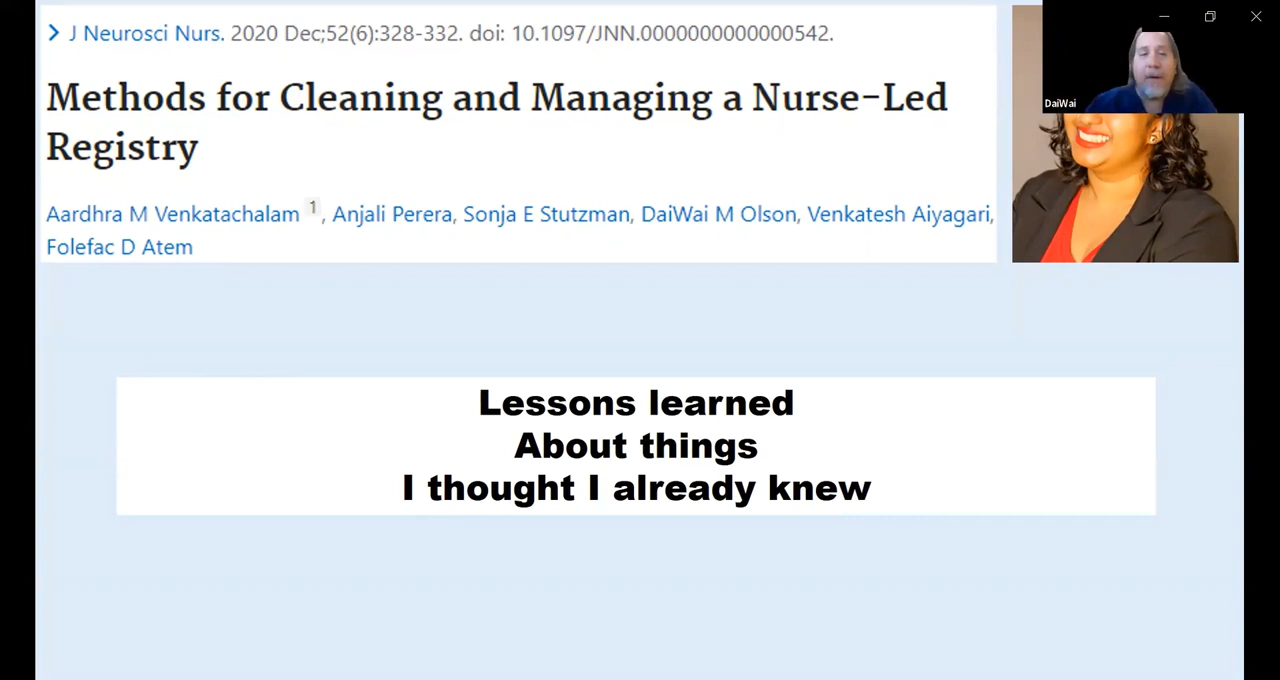 J Neurosci Nurs. 2020 Dec;52(6):328-332. doi: 10.1097/JNN.0000000000000542.
Methods for Cleaning and Managing a Nurse-Led
Registry
Aardhra M Venkatachalam 1, Anjali Perera, Sonja E Stutzman, DaiWai M Olson, Venkatesh Aiyagari,
Folefac D Atem
DaiWai
Lessons learned
About things
I thought I already knew